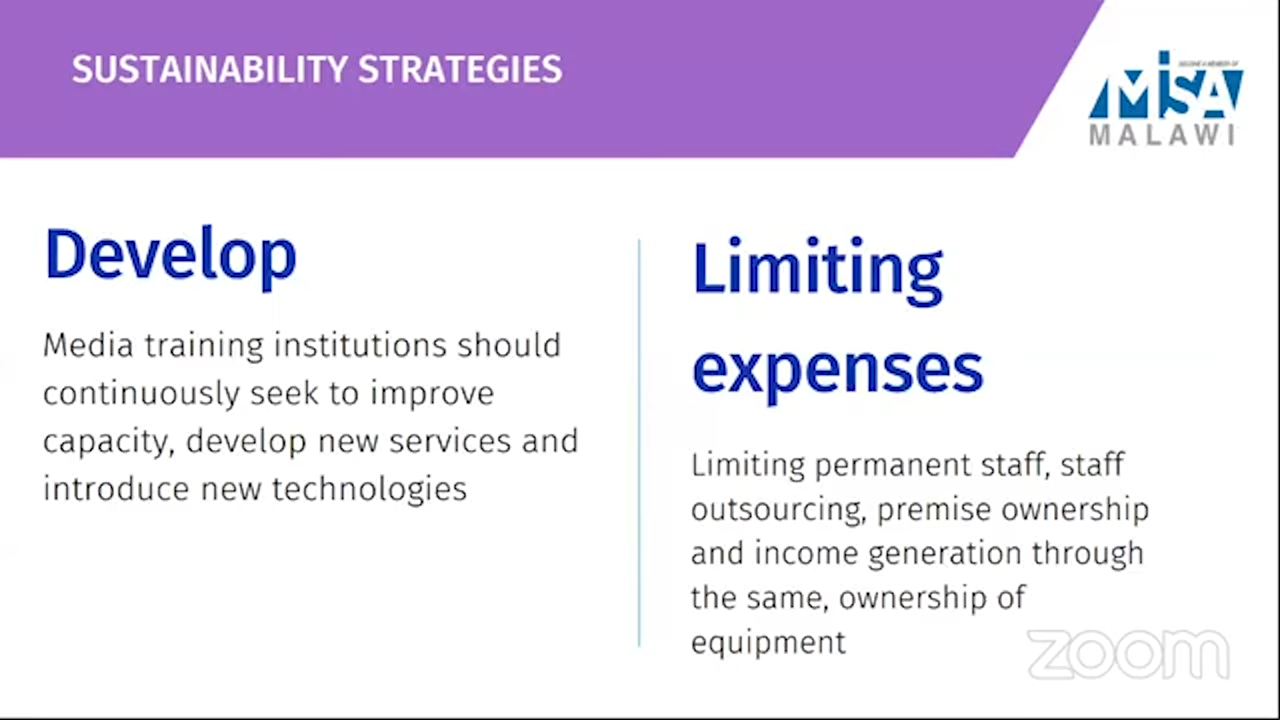 SUSTAINABILITY STRATEGIES
MiSA
MALAWI
Develop
Media training institutions should
continuously seek to improve
capacity, develop new services and
introduce new technologies
Limiting
expenses
Limiting permanent staff, staff
outsourcing, premise ownership
and income generation through
the same, ownership of
equipment
zoom